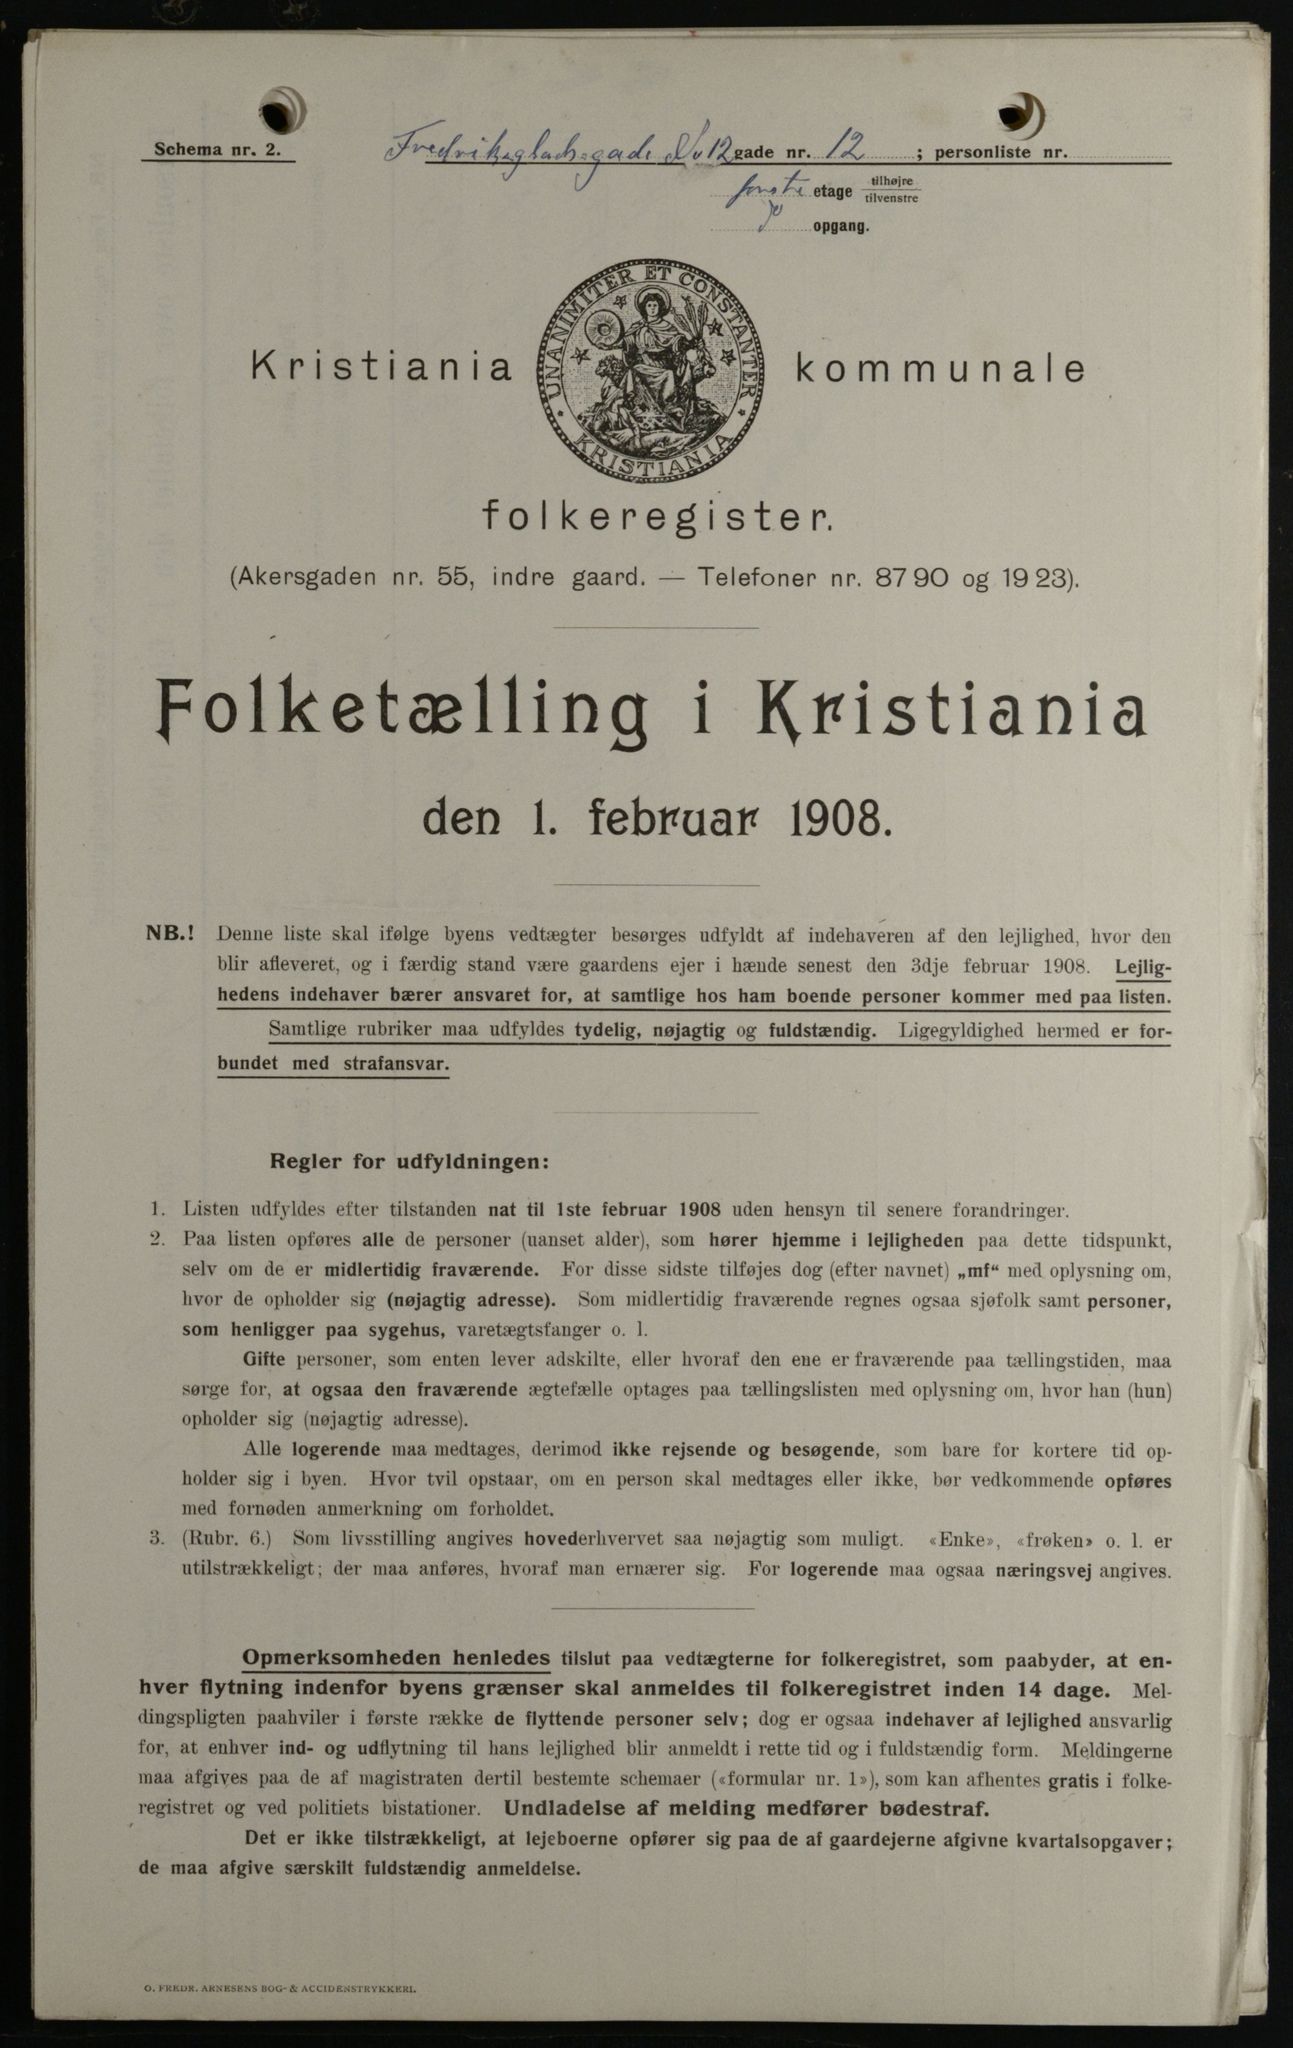 Schema nr. 2.
Fredriksgladsgade No 12 gade nr. 12 ; personliste nr.
første etage tilhøjre
tilvenstre
opgang.
UNANIMITER ET CONSTANTER
KRISTIANIA
Kristiania kommunale
folkeregister.
(Akersgaden nr. 55, indre gaard. — Telefoner nr. 8790 og 1923).
Folketælling i Kristiania
den 1. februar 1908.
NB.! Denne liste skal ifølge byens vedtægter besørges udfyldt af indehaveren af den lejlighed, hvor den
blir afleveret, og i færdig stand være gaardens ejer i hænde senest den 3dje februar 1908. Lejlig-
hedens indehaver bærer ansvaret for, at samtlige hos ham boende personer kommer med paa listen.
Samtlige rubriker maa udfyldes tydelig, nøjagtig og fuldstændig. Ligegyldighed hermed er for-
bundet med strafansvar.
Regler for udfyldningen:
1. Listen udfyldes efter tilstanden nat til 1ste februar 1908 uden hensyn til senere forandringer.
2. Paa listen opføres alle de personer (uanset alder), som hører hjemme i lejligheden paa dette tidspunkt,
selv om de er midlertidig fraværende. For disse sidste tilføjes dog (efter navnet) „mf“ med oplysning om,
hvor de opholder sig (nøjagtig adresse). Som midlertidig fraværende regnes ogsaa sjøfolk samt personer,
som henligger paa sygehus, varetægtsfanger o. l.
Gifte personer, som enten lever adskilte, eller hvoraf den ene er fraværende paa tællingstiden, maa
sørge for, at ogsaa den fraværende ægtefælle optages paa tællingslisten med oplysning om, hvor han (hun)
opholder sig (nøjagtig adresse).
Alle logerende maa medtages, derimod ikke rejsende og besøgende, som bare for kortere tid op-
holder sig i byen. Hvor tvil opstaar, om en person skal medtages eller ikke, bør vedkommende opføres
med fornøden anmerkning om forholdet.
3. (Rubr. 6.) Som livsstilling angives hovederhvervet saa nøjagtig som muligt. «Enke», «frøken» o. l. er
utilstrækkeligt; der maa anføres, hvoraf man ernærer sig. For logerende maa ogsaa næringsvej angives.
Opmerksomheden henledes tilslut paa vedtægterne for folkeregistret, som paabyder, at en-
hver flytning indenfor byens grænser skal anmeldes til folkeregistret inden 14 dage. Mel-
dingspligten paahviler i første række de flyttende personer selv; dog er ogsaa indehaver af lejlighed ansvarlig
for, at enhver ind- og udflytning til hans lejlighed blir anmeldt i rette tid og i fuldstændig form. Meldingerne
maa afgives paa de af magistraten dertil bestemte schemaer («formular nr. 1»), som kan afhentes gratis i folke-
registret og ved politiets bistationer. Undladelse af melding medfører bødestraf.
Det er ikke tilstrækkeligt, at lejeboerne opfører sig paa de af gaardejerne afgivne kvartalsopgaver;
de maa afgive særskilt fuldstændig anmeldelse.
O. FREDR. ARNESENS BOG- & ACCIDENSTRYKKERI.